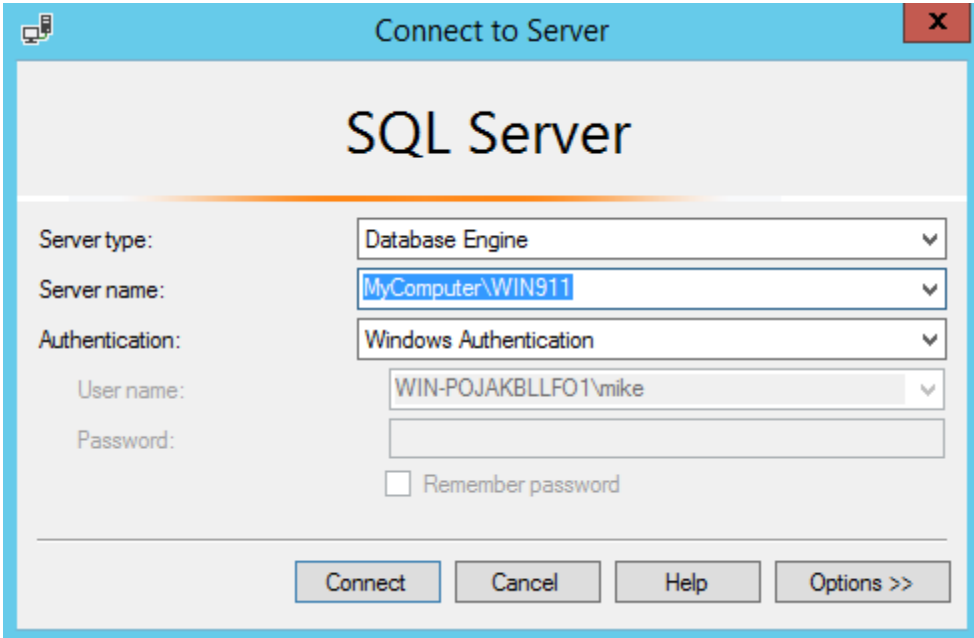 Connect to Server
X
SQL Server
Server type: Database Engine
Server name: MyComputer\WIN911
Authentication: Windows Authentication
User name: WIN-POJAKBLLFO1\mike
Password:
Remember password
Connect Cancel Help Options >>